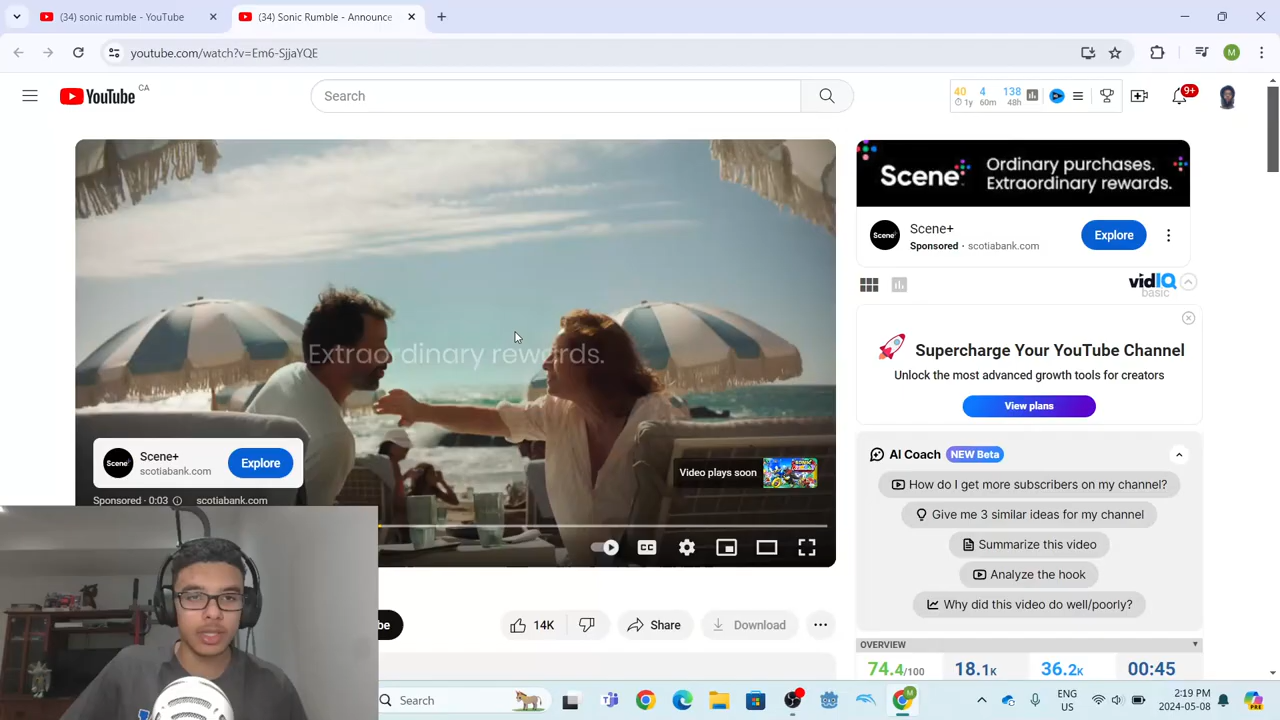 (34) sonic rumble - YouTube
(34) Sonic Rumble - Announce
youtube.com/watch?v=Em6-SjjaYQE
M
YouTube CA
Search
40 4 138
1y 60m 48h
9+
Extraordinary rewards.
Scene+
scotiabank.com
Explore
Video plays soon
Sponsored · 0:03 scotiabank.com
CC
be
14K
Share
Download
Scene+
Ordinary purchases.
Extraordinary rewards.
Scene+
Scene+
Sponsored · scotiabank.com
Explore
vidIQ
basic
Supercharge Your YouTube Channel
Unlock the most advanced growth tools for creators
View plans
AI Coach NEW Beta
How do I get more subscribers on my channel?
Give me 3 similar ideas for my channel
Summarize this video
Analyze the hook
Why did this video do well/poorly?
OVERVIEW
74.4/100 18.1K 36.2K 00:45
Search
ENG
US
2:19 PM
2024-05-08